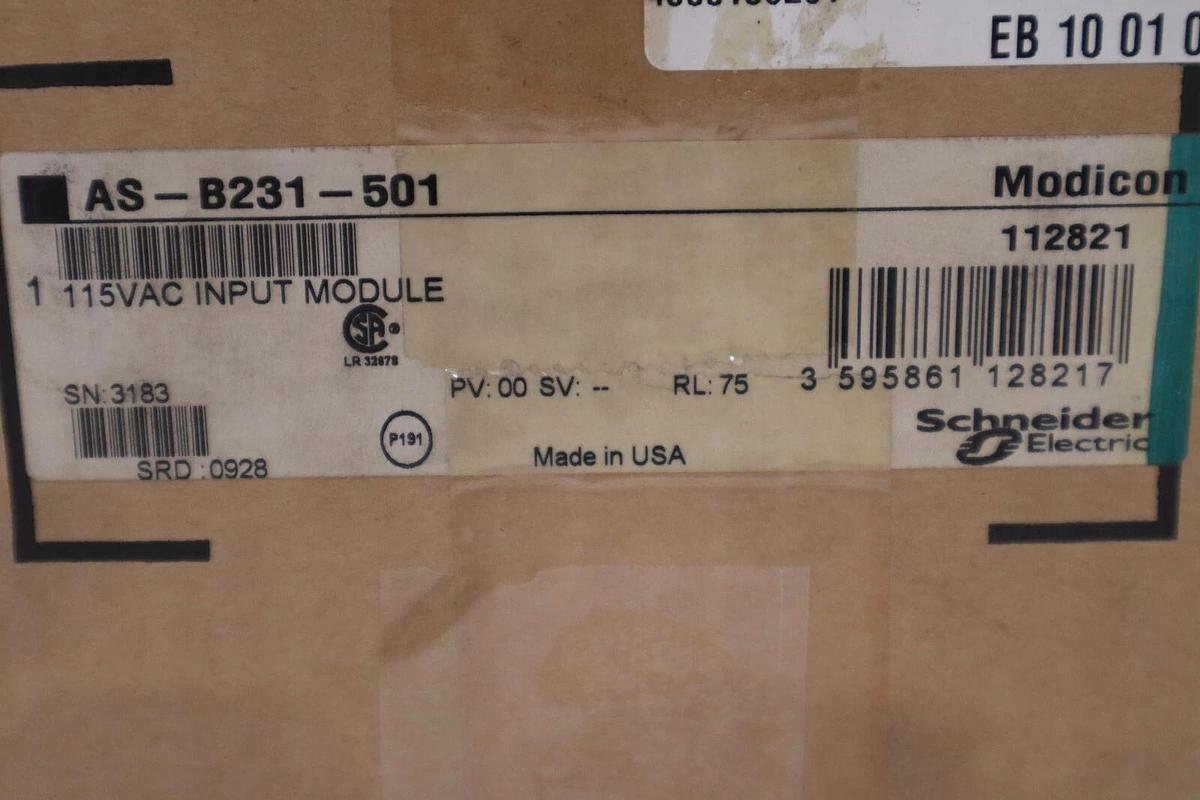 EB 10 01 0
AS-B231-501
Modicon
112821
1 115VAC INPUT MODULE
SA ®
LR 32678
SN:3183
PV: 00 SV: -- RL: 75
3 595861 128217
P191
SRD :0928
Made in USA
Schneider
Electric